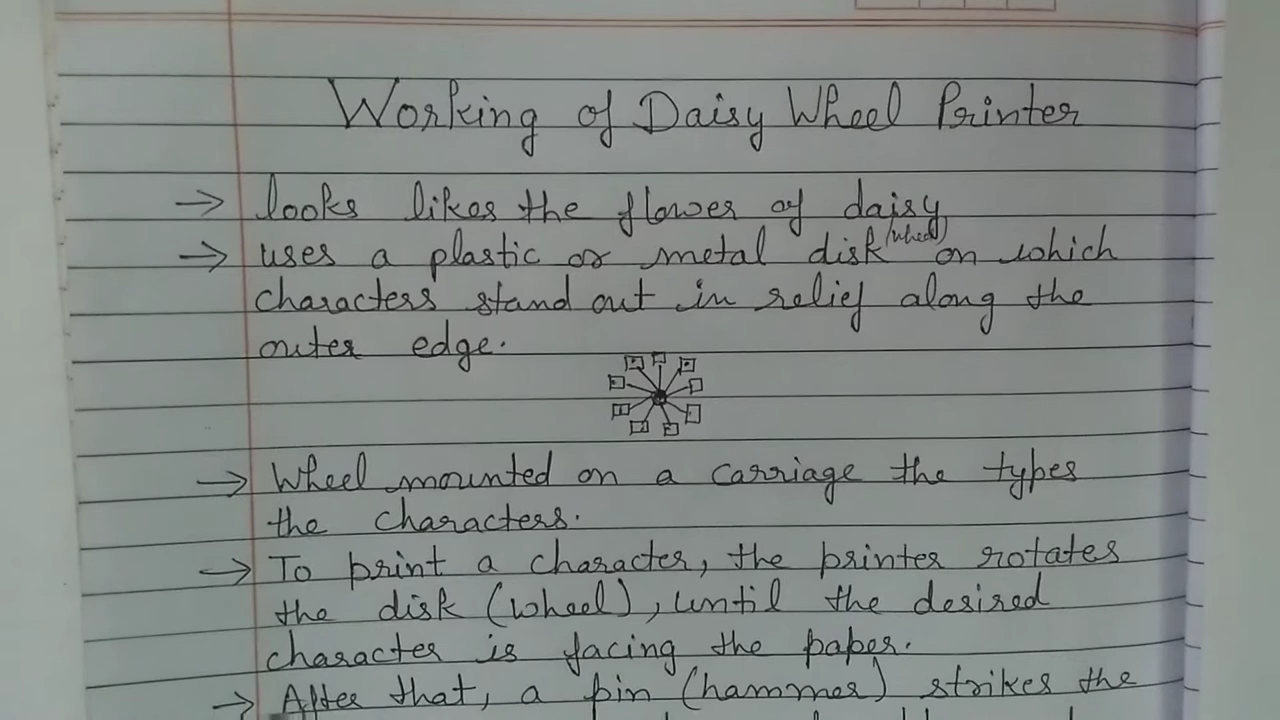 Working of Daisy Wheel Printer
→ looks likes the flower of daisy
→ uses a plastic or metal disk (wheel) on which
characters stand out in relief along the
outer edge.
→ Wheel mounted on a carriage the types
the characters.
→ To print a character, the printer rotates
the disk (wheel), until the desired
character is facing the paper.
→ After that, a pin (hammer) strikes the